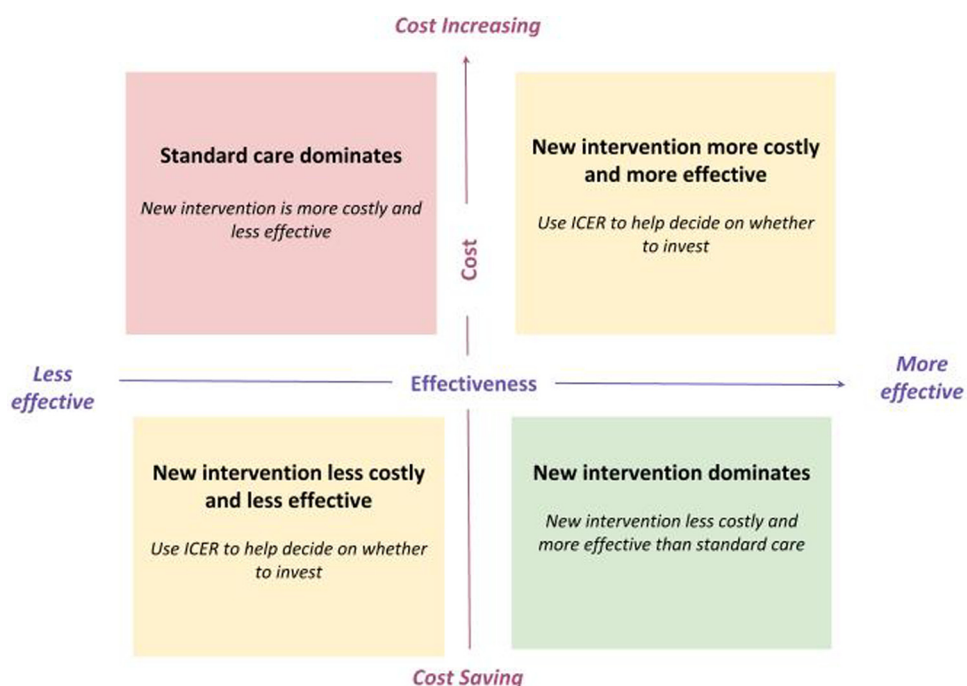 Cost Increasing
Standard care dominates
New intervention is more costly and
less effective
New intervention more costly
and more effective
Use ICER to help decide on whether
to invest
Cost
Less
effective
Effectiveness
More
effective
New intervention less costly
and less effective
Use ICER to help decide on whether
to invest
New intervention dominates
New intervention less costly and
more effective than standard care
Cost Saving